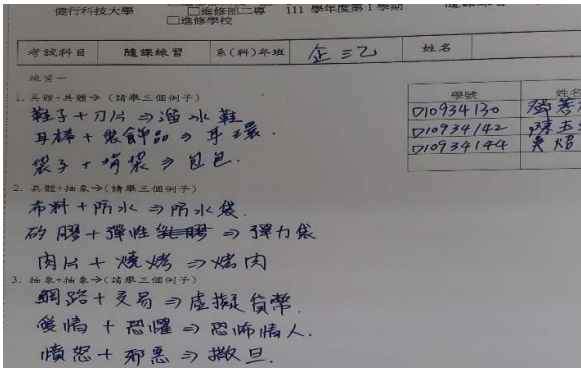 健行科技大學 □進修部二專 111 學年度第1學期
□進修學校
考試科目 隨課練習 系(科)年班 企三乙 姓名
練習一
學號 姓名
1. 具體+具體→ (請舉三個例子)
鞋子+刀片⇒溜冰鞋
D10934130
耳棒+裝飾品⇒耳環.
D10934142
D10934144
袋子+ 袋⇒包包.
2. 具體+抽象→(請舉三個例子)
布料+防水⇒防水袋.
矽膠+彈性⇒彈力袋
肉片+燒烤⇒烤肉
3. 抽象+抽象→(請舉三個例子)
網路+交易⇒虛擬貨幣.
愛情+恐懼⇒恐怖情人.
憤怒+邪惡⇒撒旦.